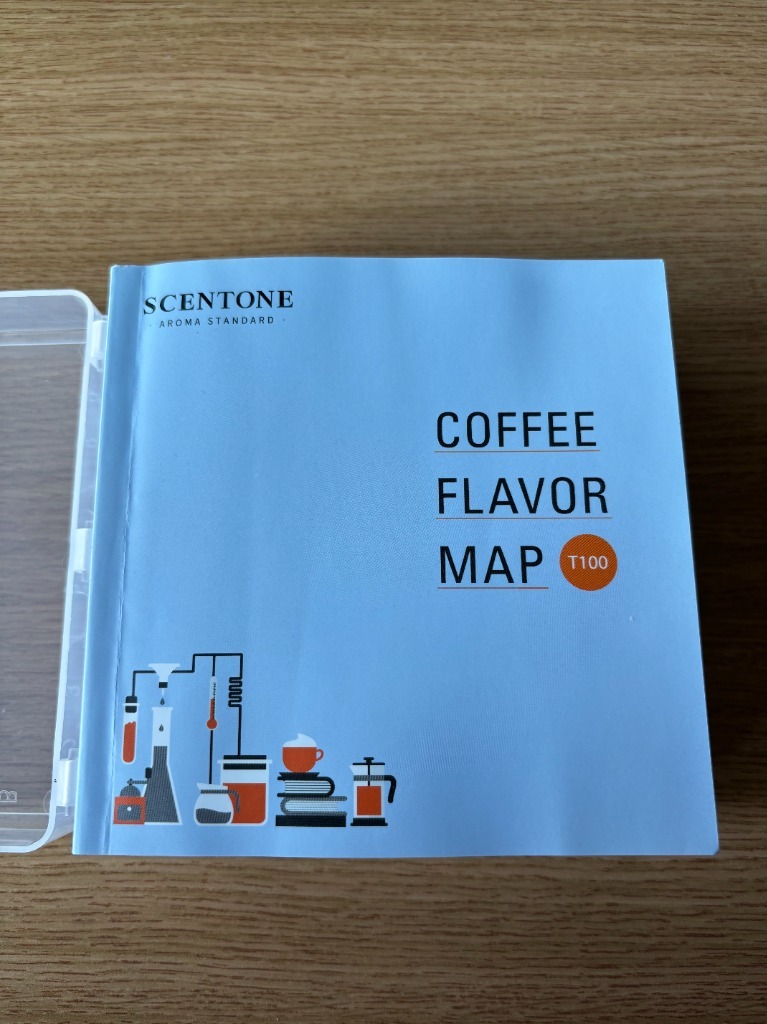 SCENTONE
· AROMA STANDARD ·
COFFEE
FLAVOR
MAP T100